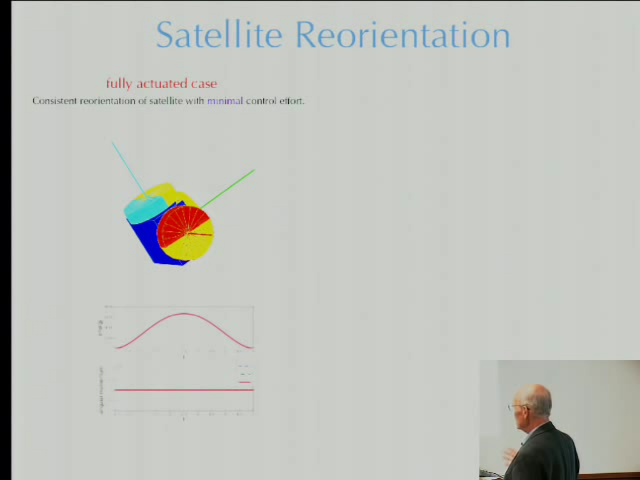 Satellite Reorientation
fully actuated case
Consistent reorientation of satellite with minimal control effort.